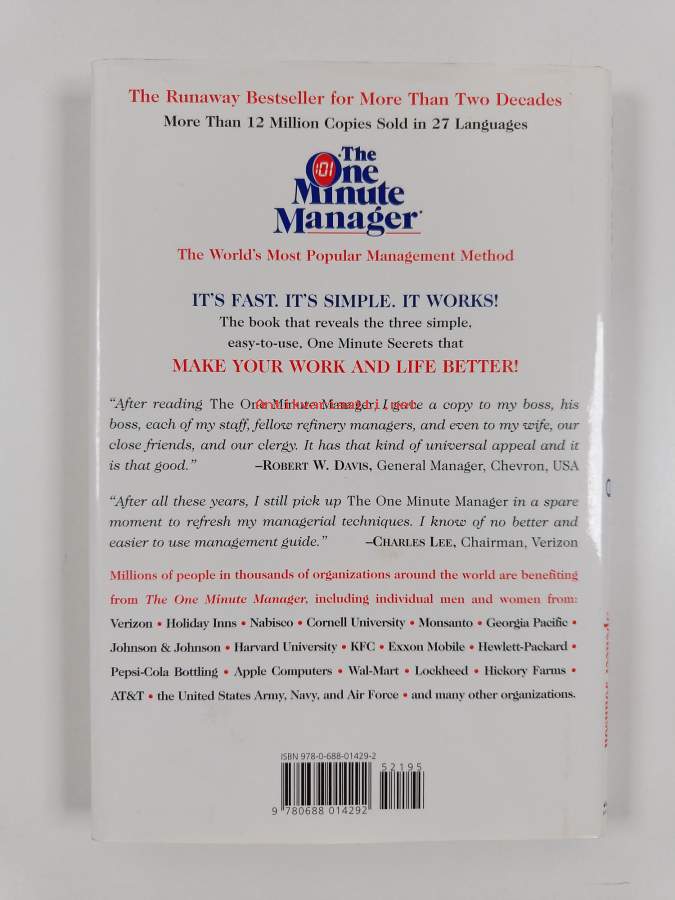 The Runaway Bestseller for More Than Two Decades
More Than 12 Million Copies Sold in 27 Languages
The
One
Minute
Manager
The World's Most Popular Management Method
IT'S FAST. IT'S SIMPLE. IT WORKS!
The book that reveals the three simple,
easy-to-use, One Minute Secrets that
MAKE YOUR WORK AND LIFE BETTER!
“After reading The One Minute Manager, I gave a copy to my boss, his
boss, each of my staff, fellow refinery managers, and even to my wife, our
close friends, and our clergy. It has that kind of universal appeal and it
is that good.” –ROBERT W. DAVIS, General Manager, Chevron, USA
“After all these years, I still pick up The One Minute Manager in a spare
moment to refresh my managerial techniques. I know of no better and
easier to use management guide.” –CHARLES LEE, Chairman, Verizon
Millions of people in thousands of organizations around the world are benefiting
from The One Minute Manager, including individual men and women from:
Verizon • Holiday Inns • Nabisco • Cornell University • Monsanto • Georgia Pacific •
Johnson & Johnson • Harvard University • KFC • Exxon Mobile • Hewlett-Packard •
Pepsi-Cola Bottling • Apple Computers • Wal-Mart • Lockheed • Hickory Farms •
AT&T • the United States Army, Navy, and Air Force • and many other organizations.
ISBN 978-0-688-01429-2
52195
9 780688 014292